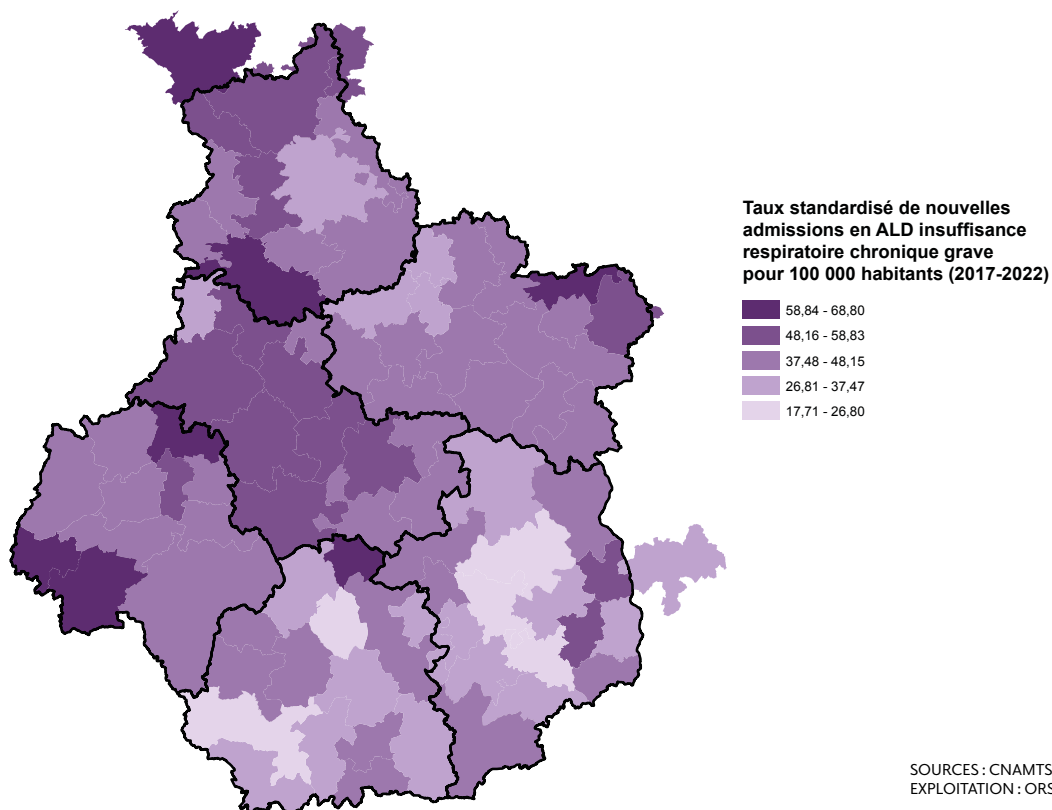 Taux standardisé de nouvelles
admissions en ALD insuffisance
respiratoire chronique grave
pour 100 000 habitants (2017-2022)
58,84 - 68,80
48,16 - 58,83
37,48 - 48,15
26,81 - 37,47
17,71 - 26,80
SOURCES : CNAMTS
EXPLOITATION : ORS